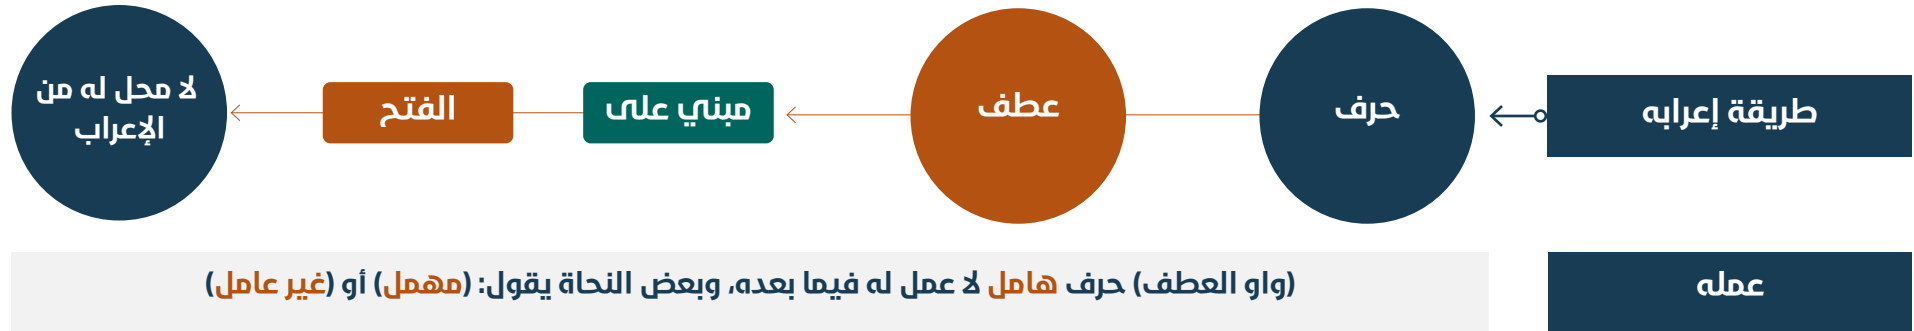 طريقة إعرابه
حرف
عطف
مبني على
الفتح
لا محل له من
الإعراب
عمله
(واو العطف) حرف هامل لا عمل له فيما بعده، وبعض النحاة يقول: (مهمل) أو (غير عامل)